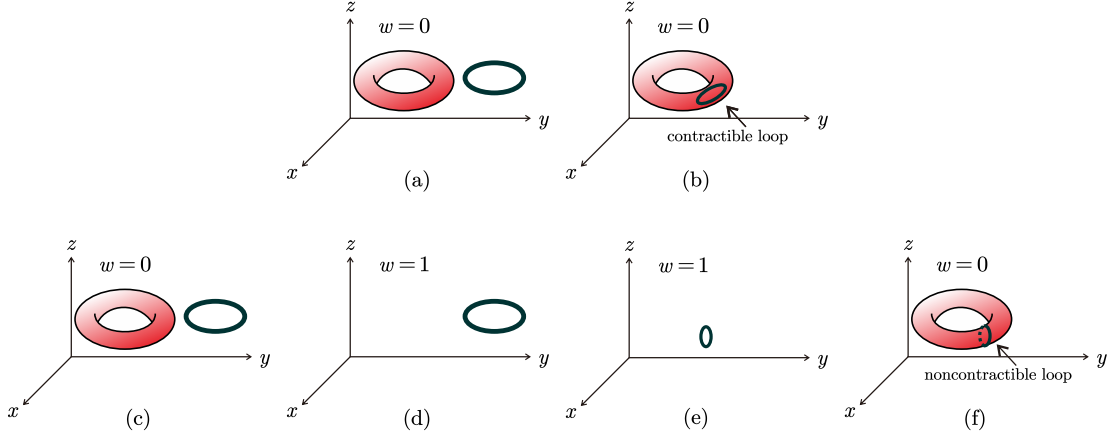 z
w = 0
y
x
(a)
z
w = 0
y
contractible loop
x
(b)
z
w = 0
y
x
(c)
z
w = 1
y
x
(d)
z
w = 1
y
x
(e)
z
w = 0
y
noncontractible loop
x
(f)